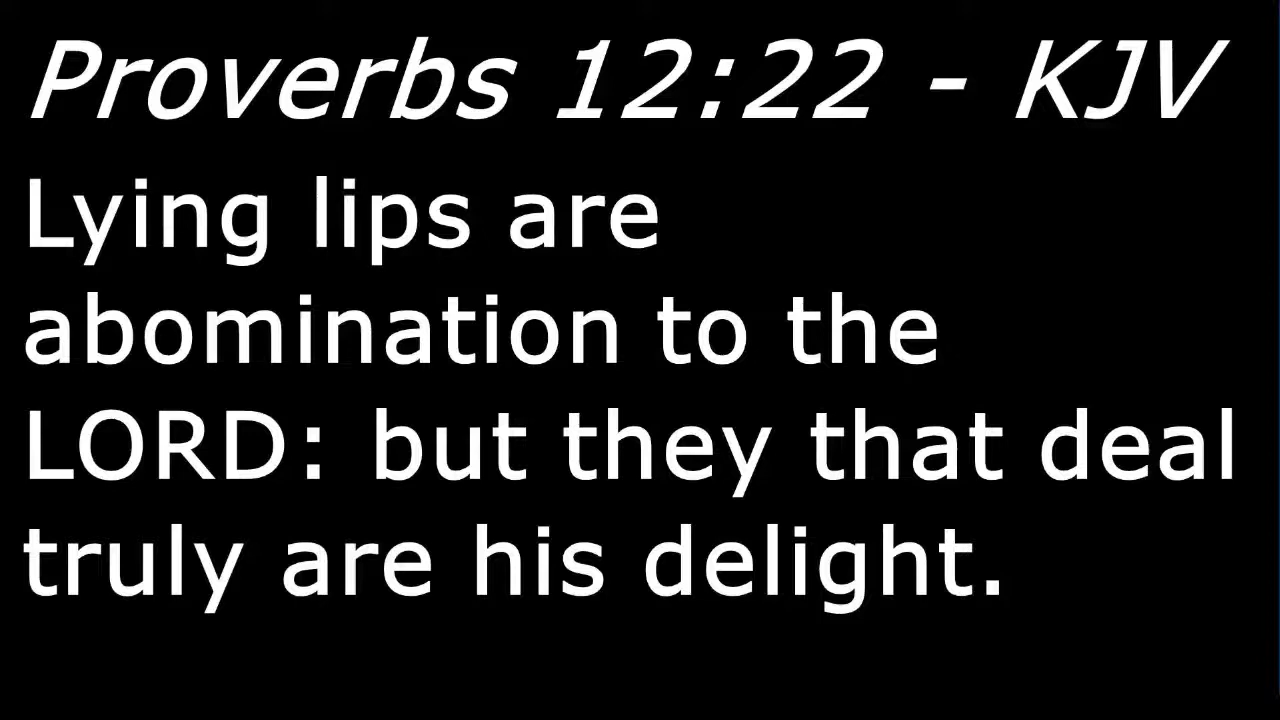 Proverbs 12:22 - KJV
Lying lips are
abomination to the
LORD: but they that deal
truly are his delight.